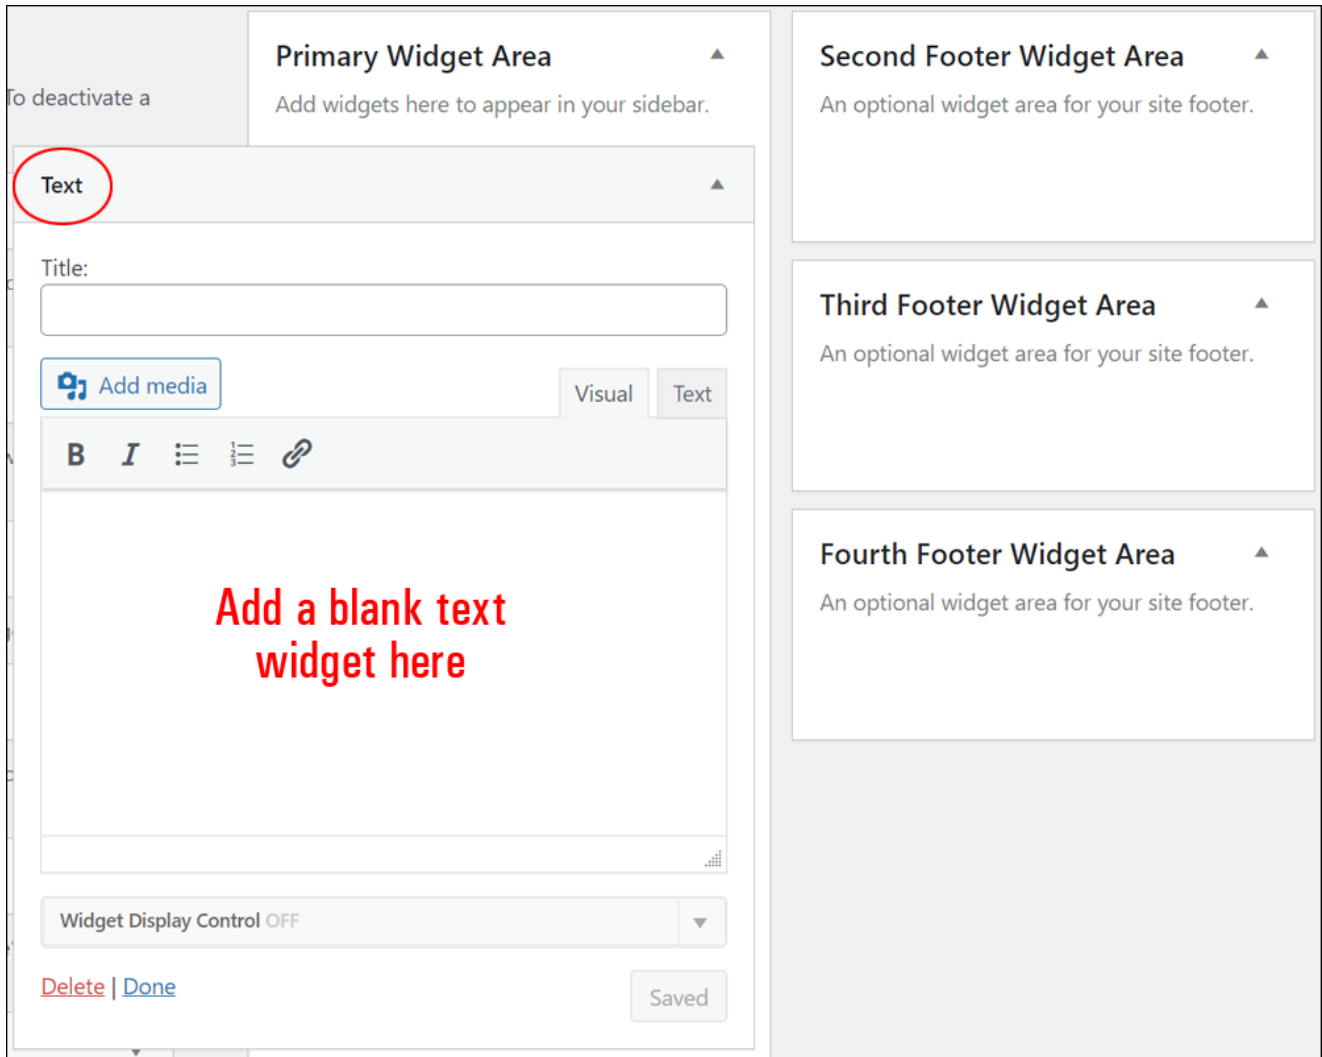 To deactivate a
Primary Widget Area
Add widgets here to appear in your sidebar.
Text
Title:
Add media
Visual
Text
B I
Add a blank text
widget here
Widget Display Control OFF
Delete | Done
Saved
Second Footer Widget Area
An optional widget area for your site footer.
Third Footer Widget Area
An optional widget area for your site footer.
Fourth Footer Widget Area
An optional widget area for your site footer.